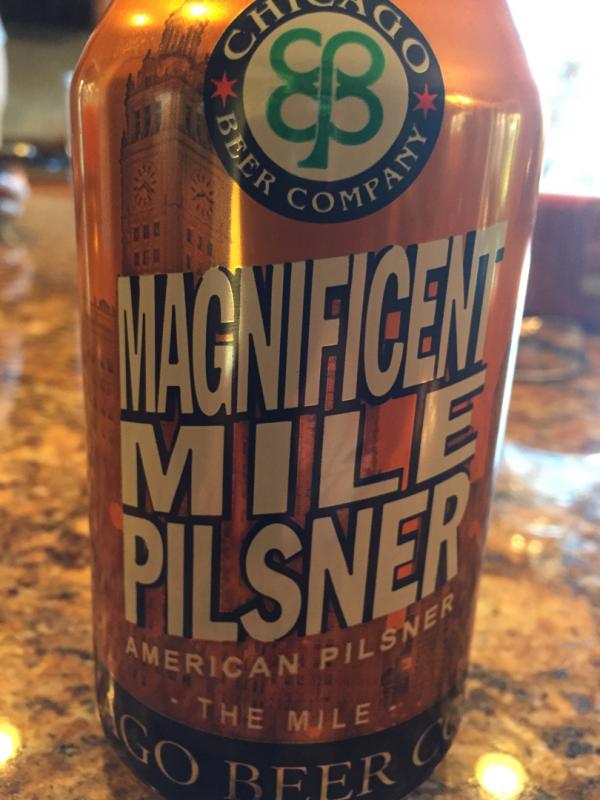 CHICAGO
BEER COMPANY
MAGNIFICENT
MILE
PILSNER
AMERICAN PILSNER
- THE MILE -
BEER